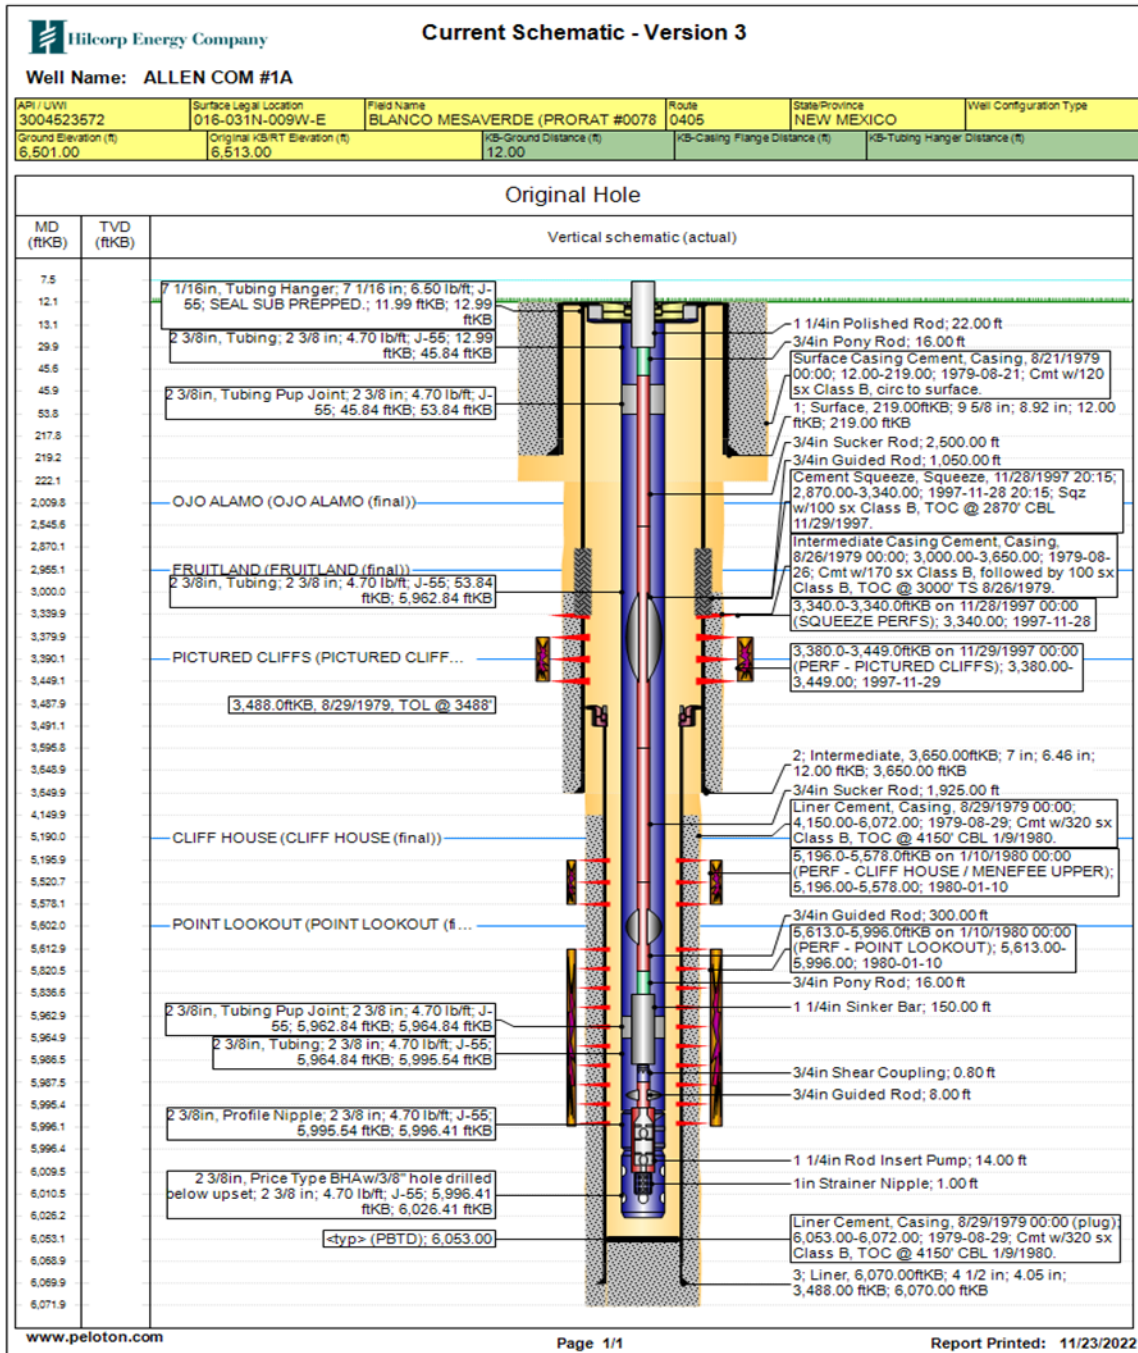 Hilcorp Energy Company
Current Schematic - Version 3
Well Name: ALLEN COM #1A
API / UWI
3004523572
Surface Legal Location
016-031N-009W-E
Field Name
BLANCO MESAVERDE (PRORAT #0078
Route
0405
State/Province
NEW MEXICO
Well Configuration Type
Ground Elevation (ft)
6,501.00
Original KB/RT Elevation (ft)
6,513.00
KB-Ground Distance (ft)
12.00
KB-Casing Flange Distance (ft)
KB-Tubing Hanger Distance (ft)
Original Hole
MD
(ftKB)
TVD
(ftKB)
Vertical schematic (actual)
7.5
12.1
13.1
29.9
45.6
45.9
53.8
217.8
219.2
222.1
2,009.8
2,545.6
2,870.1
2,955.1
3,000.0
3,339.9
3,379.9
3,390.1
3,449.1
3,487.9
3,491.1
3,595.8
3,648.9
3,649.9
4,149.9
5,190.0
5,195.9
5,520.7
5,578.1
5,602.0
5,612.9
5,820.5
5,836.6
5,962.9
5,964.9
5,986.5
5,987.5
5,995.4
5,996.1
5,996.4
6,009.5
6,010.5
6,026.2
6,053.1
6,068.9
6,069.9
6,071.9
7 1/16in, Tubing Hanger; 7 1/16 in; 6.50 lb/ft; J-
55; SEAL SUB PREPPED.; 11.99 ftKB; 12.99
ftKB
2 3/8in, Tubing; 2 3/8 in; 4.70 lb/ft; J-55; 12.99
ftKB; 45.84 ftKB
2 3/8in, Tubing Pup Joint; 2 3/8 in; 4.70 lb/ft; J-
55; 45.84 ftKB; 53.84 ftKB
OJO ALAMO (OJO ALAMO (final))
FRUITLAND (FRUITLAND (final))
2 3/8in, Tubing; 2 3/8 in; 4.70 lb/ft; J-55; 53.84
ftKB; 5,962.84 ftKB
PICTURED CLIFFS (PICTURED CLIFF...
3,488.0ftKB, 8/29/1979, TOL @ 3488'
CLIFF HOUSE (CLIFF HOUSE (final))
POINT LOOKOUT (POINT LOOKOUT (fi...
2 3/8in, Tubing Pup Joint; 2 3/8 in; 4.70 lb/ft; J-
55; 5,962.84 ftKB; 5,964.84 ftKB
2 3/8in, Tubing; 2 3/8 in; 4.70 lb/ft; J-55;
5,964.84 ftKB; 5,995.54 ftKB
2 3/8in, Profile Nipple; 2 3/8 in; 4.70 lb/ft; J-55;
5,995.54 ftKB; 5,996.41 ftKB
2 3/8in, Price Type BHAw/3/8" hole drilled
below upset; 2 3/8 in; 4.70 lb/ft; J-55; 5,996.41
ftKB; 6,026.41 ftKB
<typ> (PBTD); 6,053.00
1 1/4in Polished Rod; 22.00 ft
3/4in Pony Rod; 16.00 ft
Surface Casing Cement, Casing, 8/21/1979
00:00; 12.00-219.00; 1979-08-21; Cmt w/120
sx Class B, circ to surface.
1; Surface, 219.00ftKB; 9 5/8 in; 8.92 in; 12.00
ftKB; 219.00 ftKB
3/4in Sucker Rod; 2,500.00 ft
3/4in Guided Rod; 1,050.00 ft
Cement Squeeze, Squeeze, 11/28/1997 20:15;
2,870.00-3,340.00; 1997-11-28 20:15; Sqz
w/100 sx Class B, TOC @ 2870' CBL
11/29/1997.
Intermediate Casing Cement, Casing,
8/26/1979 00:00; 3,000.00-3,650.00; 1979-08-
26; Cmt w/170 sx Class B, followed by 100 sx
Class B, TOC @ 3000' TS 8/26/1979.
3,340.0-3,340.0ftKB on 11/28/1997 00:00
(SQUEEZE PERFS); 3,340.00; 1997-11-28
3,380.0-3,449.0ftKB on 11/29/1997 00:00
(PERF - PICTURED CLIFFS); 3,380.00-
3,449.00; 1997-11-29
2; Intermediate, 3,650.00ftKB; 7 in; 6.46 in;
12.00 ftKB; 3,650.00 ftKB
3/4in Sucker Rod; 1,925.00 ft
Liner Cement, Casing, 8/29/1979 00:00;
4,150.00-6,072.00; 1979-08-29; Cmt w/320 sx
Class B, TOC @ 4150' CBL 1/9/1980.
5,196.0-5,578.0ftKB on 1/10/1980 00:00
(PERF - CLIFF HOUSE / MENEFEE UPPER);
5,196.00-5,578.00; 1980-01-10
3/4in Guided Rod; 300.00 ft
5,613.0-5,996.0ftKB on 1/10/1980 00:00
(PERF - POINT LOOKOUT); 5,613.00-
5,996.00; 1980-01-10
3/4in Pony Rod; 16.00 ft
1 1/4in Sinker Bar; 150.00 ft
3/4in Shear Coupling; 0.80 ft
3/4in Guided Rod; 8.00 ft
1 1/4in Rod Insert Pump; 14.00 ft
1in Strainer Nipple; 1.00 ft
Liner Cement, Casing, 8/29/1979 00:00 (plug);
6,053.00-6,072.00; 1979-08-29; Cmt w/320 sx
Class B, TOC @ 4150' CBL 1/9/1980.
3; Liner, 6,070.00ftKB; 4 1/2 in; 4.05 in;
3,488.00 ftKB; 6,070.00 ftKB
www.peloton.com
Page 1/1
Report Printed: 11/23/2022